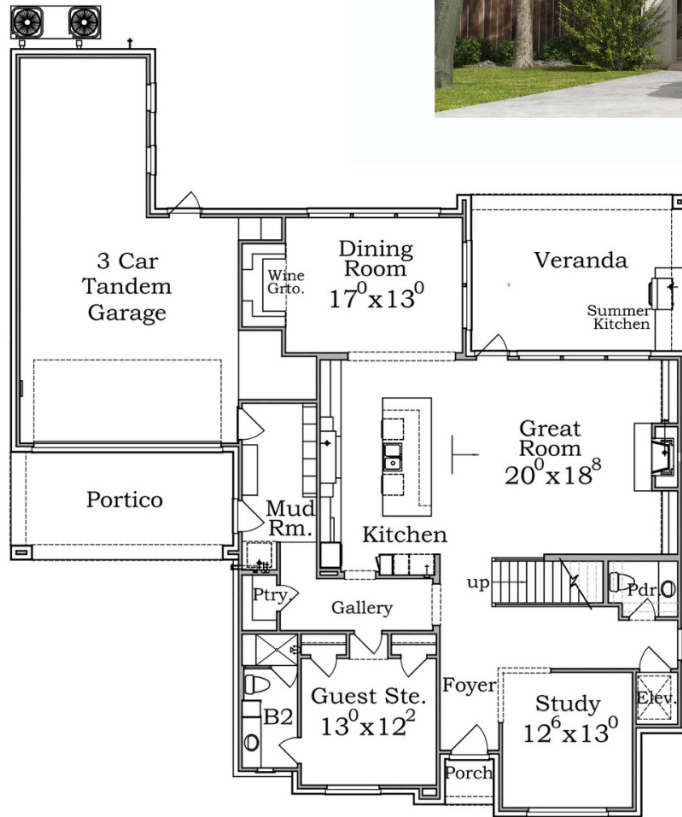 3 Car
Tandem
Garage
Wine
Grto.
Dining
Room
17⁰x13⁰
Veranda
Summer
Kitchen
Great
Room
20⁰x18⁸
Portico
Mud
Rm.
Kitchen
Ptry.
Gallery
up
Pdr.
Guest Ste.
13⁰x12²
B2
Foyer
Study
12⁶x13⁰
Elev.
Porch